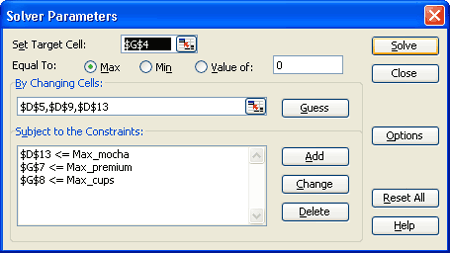 Solver Parameters
Set Target Cell: $G$4 Solve
Equal To: Max Min Value of: 0 Close
By Changing Cells:
$D$5,$D$9,$D$13 Guess
Subject to the Constraints: Options
$D$13 <= Max_mocha Add
$G$7 <= Max_premium
$G$8 <= Max_cups
Change Reset All
Delete Help